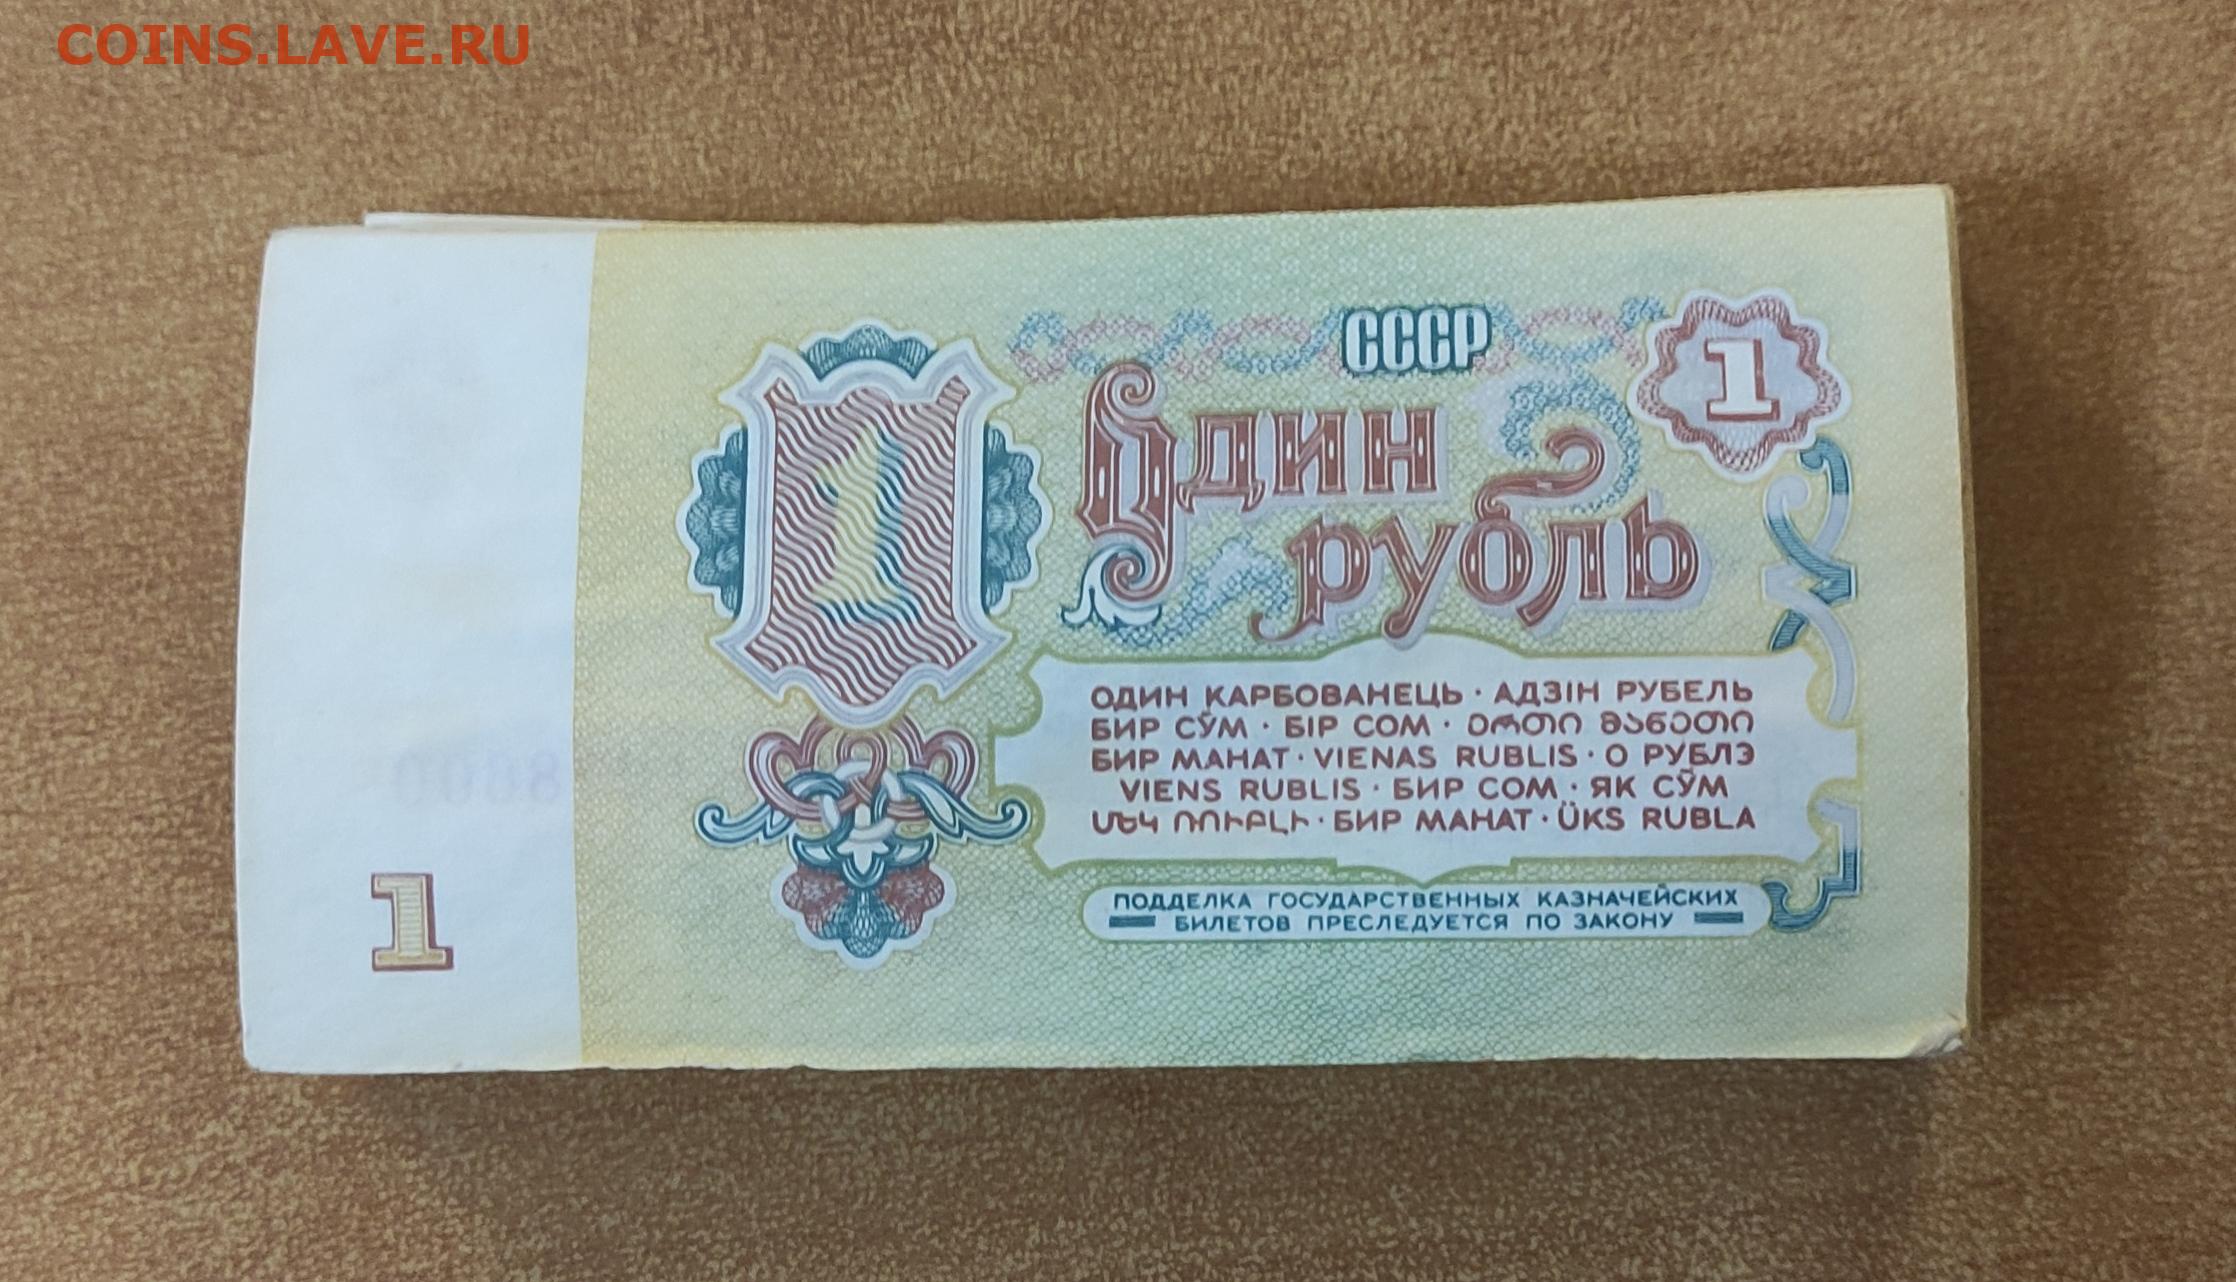 COINS.LAVE.RU
СССР
1
1
Один
рубль
ОДИН КАРБОВАНЕЦЬ · АДЗІН РУБЕЛЬ
БИР СЎМ · БІР СОМ · ᲔᲠᲗᲘ ᲛᲐᲜᲔᲗᲘ
БИР МАНАТ · VIENAS RUBLIS · О РУБЛЭ
VIENS RUBLIS · БИР СОМ · ЯК СӮМ
ՄԵԿ ՌՈՒԲԼԻ · БИР МАНАТ · ÜKS RUBLA
1
ПОДДЕЛКА ГОСУДАРСТВЕННЫХ КАЗНАЧЕЙСКИХ
БИЛЕТОВ ПРЕСЛЕДУЕТСЯ ПО ЗАКОНУ